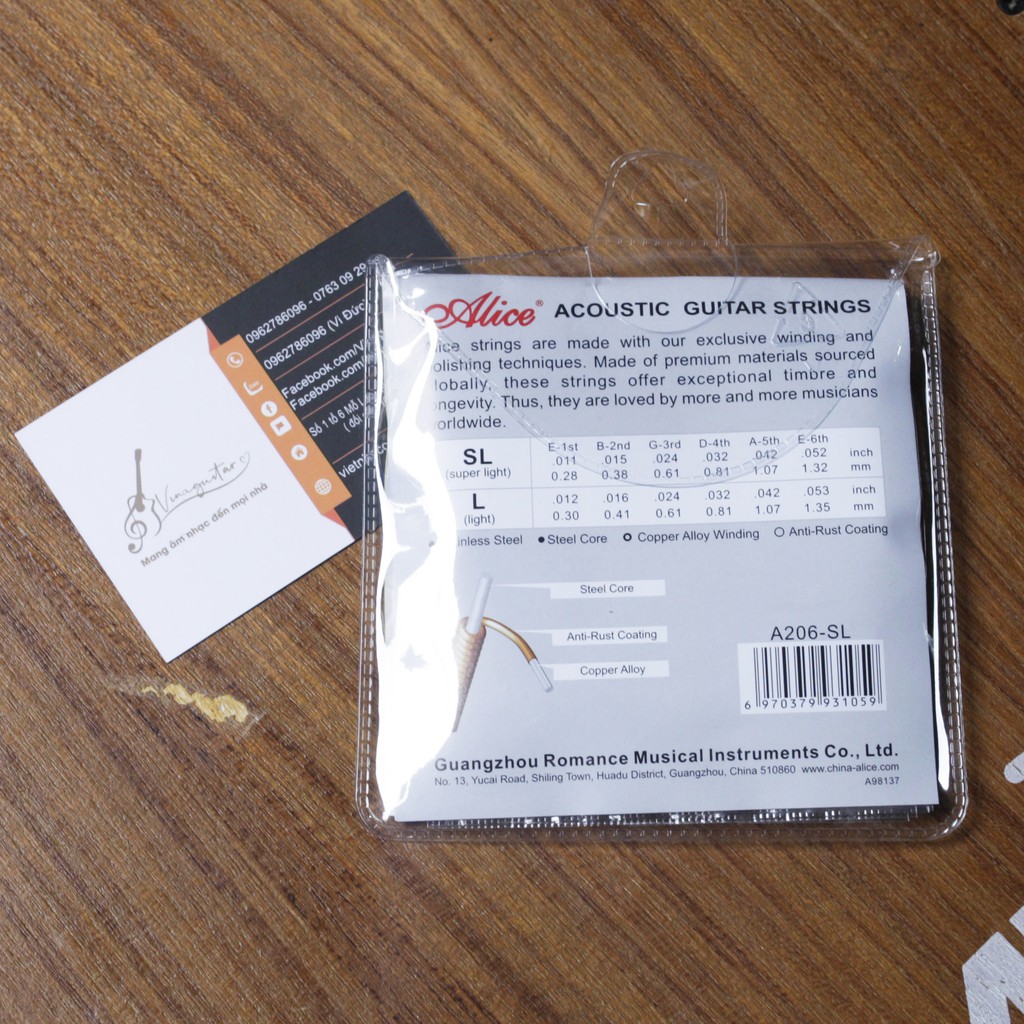 0962786096 - 0763 09 29
0962786096 (Vi Đức)
Facebook.com/V
Facebook.com
Số 1 tổ 6 Mỗ L
(đối
vietn
Vinaguitar
Mang âm nhạc đến mọi nhà
Alice® ACOUSTIC GUITAR STRINGS
strings are made with our exclusive winding and
techniques. Made of premium materials sourced
these strings offer exceptional timbre and
Thus, they are loved by more and more musicians
SL
(super light)
E-1st B-2nd G-3rd D-4th A-5th E-6th
.011 .015 .024 .032 .042 .052 inch
0.28 0.38 0.61 0.81 1.07 1.32 mm
L
(light)
.012 .016 .024 .032 .042 .053 inch
0.30 0.41 0.61 0.81 1.07 1.35 mm
inless Steel ●Steel Core Copper Alloy Winding Anti-Rust Coating
Steel Core
Anti-Rust Coating
Copper Alloy
A206-SL
6 970379 931059
Guangzhou Romance Musical Instruments Co., Ltd.
No. 13, Yucai Road, Shiling Town, Huadu District, Guangzhou, China 510860 www.china-alice.com
A98137